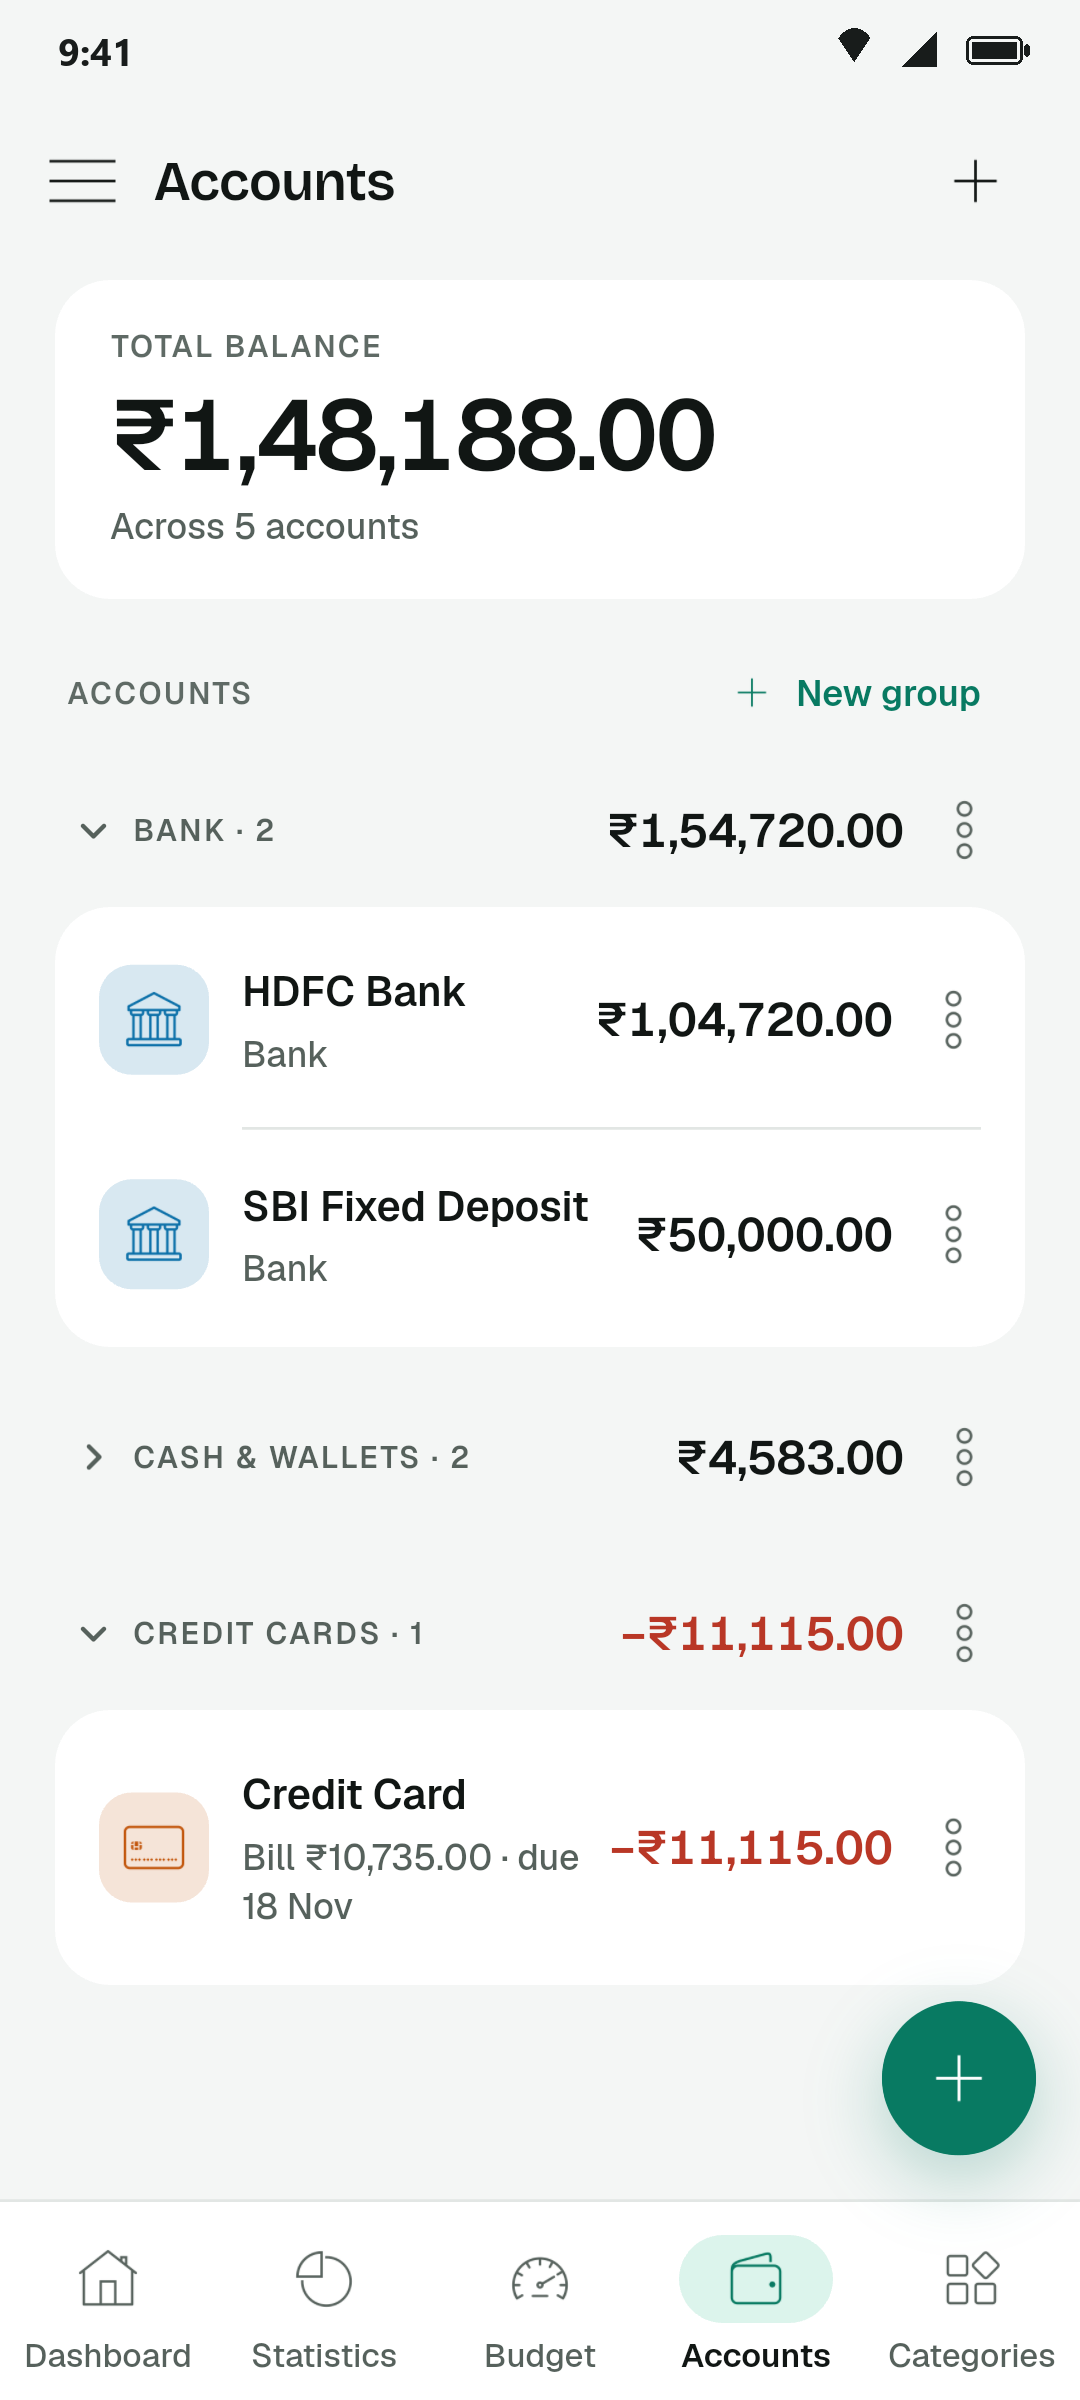 9:41
Accounts
TOTAL BALANCE
₹1,48,188.00
Across 5 accounts
ACCOUNTS
New group
BANK · 2
₹1,54,720.00
HDFC Bank
₹1,04,720.00
Bank
SBI Fixed Deposit
₹50,000.00
Bank
CASH & WALLETS · 2
₹4,583.00
CREDIT CARDS · 1
−₹11,115.00
Credit Card
Bill ₹10,735.00 · due
18 Nov
−₹11,115.00
Dashboard
Statistics
Budget
Accounts
Categories